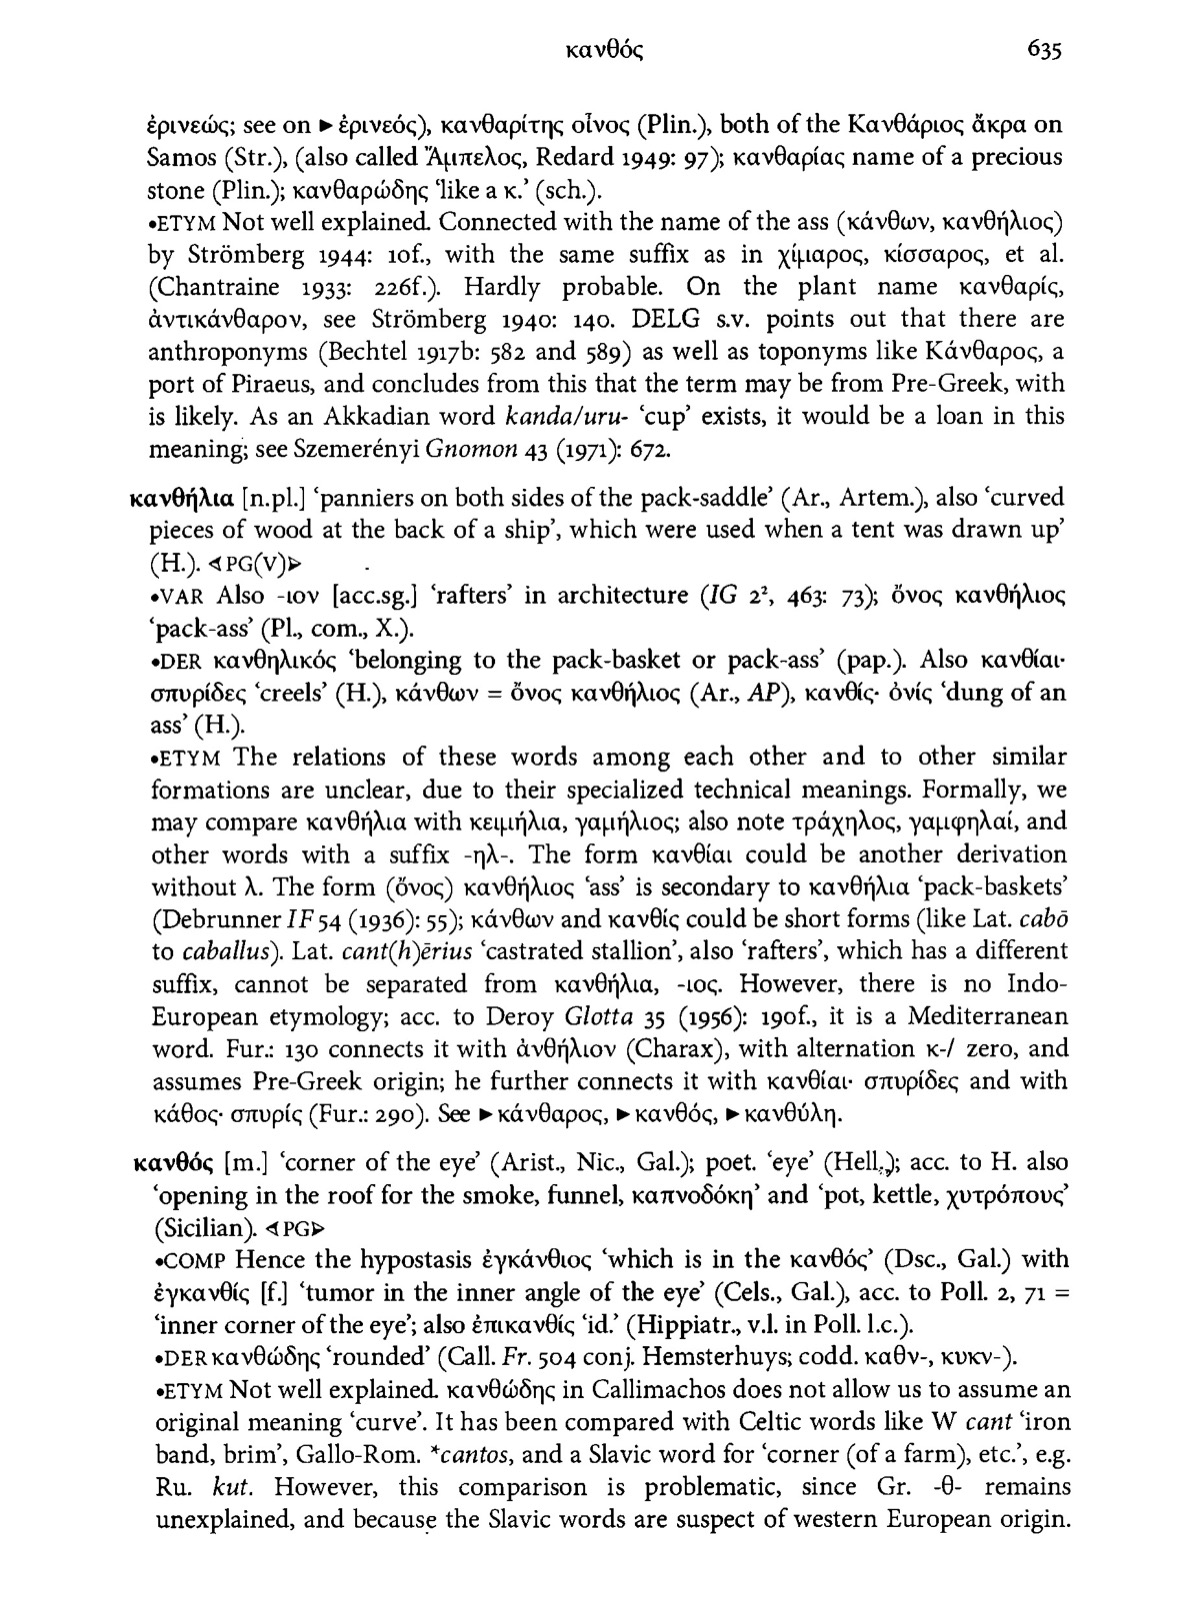 κανθός 635
ἐρινεώς; see on ►ἐρινεός), κανθαρίτης οἶνος (Plin.), both of the Κανθάριος ἄκρα on
Samos (Str.), (also called Ἄμπελος, Redard 1949: 97); κανθαρίας name of a precious
stone (Plin.); κανθαρώδης ‘like a κ.’ (sch.).
•ETYM Not well explained. Connected with the name of the ass (κάνθων, κανθήλιος)
by Strömberg 1944: 10f., with the same suffix as in χίμαρος, κίσσαρος, et al.
(Chantraine 1933: 226f.). Hardly probable. On the plant name κανθαρίς,
ἀντικάνθαρον, see Strömberg 1940: 140. DELG s.v. points out that there are
anthroponyms (Bechtel 1917b: 582 and 589) as well as toponyms like Κάνθαρος, a
port of Piraeus, and concludes from this that the term may be from Pre-Greek, with
is likely. As an Akkadian word kanda/uru- ‘cup’ exists, it would be a loan in this
meaning; see Szemerényi Gnomon 43 (1971): 672.
κανθήλια [n.pl.] ‘panniers on both sides of the pack-saddle’ (Ar., Artem.), also ‘curved
pieces of wood at the back of a ship’, which were used when a tent was drawn up’
(H.). ⊲PG(V)⊳
•VAR Also -ιον [acc.sg.] ‘rafters’ in architecture (IG 2², 463: 73); ὄνος κανθήλιος
‘pack-ass’ (Pl., com., X.).
•DER κανθηλικός ‘belonging to the pack-basket or pack-ass’ (pap.). Also κανθίαι·
σπυρίδες ‘creels’ (H.), κάνθων = ὄνος κανθήλιος (Ar., AP), κανθίς· ὀνίς ‘dung of an
ass’ (H.).
•ETYM The relations of these words among each other and to other similar
formations are unclear, due to their specialized technical meanings. Formally, we
may compare κανθήλια with κειμήλια, γαμήλιος; also note τράχηλος, γαμφηλαί, and
other words with a suffix -ηλ-. The form κανθίαι could be another derivation
without λ. The form (ὄνος) κανθήλιος ‘ass’ is secondary to κανθήλια ‘pack-baskets’
(Debrunner IF 54 (1936): 55); κάνθων and κανθίς could be short forms (like Lat. cabō
to caballus). Lat. cant(h)ērius ‘castrated stallion’, also ‘rafters’, which has a different
suffix, cannot be separated from κανθήλια, -ιος. However, there is no Indo-
European etymology; acc. to Deroy Glotta 35 (1956): 190f., it is a Mediterranean
word. Fur.: 130 connects it with ἀνθήλιον (Charax), with alternation κ-/ zero, and
assumes Pre-Greek origin; he further connects it with κανθίαι· σπυρίδες and with
κάθος· σπυρίς (Fur.: 290). See ►κάνθαρος, ►κανθός, ►κανθύλη.
κανθός [m.] ‘corner of the eye’ (Arist., Nic., Gal.); poet. ‘eye’ (Hell.); acc. to H. also
‘opening in the roof for the smoke, funnel, καπνοδόκη’ and ‘pot, kettle, χυτρόπους’
(Sicilian). ⊲PG⊳
•COMP Hence the hypostasis ἐγκάνθιος ‘which is in the κανθός’ (Dsc., Gal.) with
ἐγκανθίς [f.] ‘tumor in the inner angle of the eye’ (Cels., Gal.), acc. to Poll. 2, 71 =
‘inner corner of the eye’; also ἐπικανθίς ‘id.’ (Hippiatr., v.l. in Poll. l.c.).
•DER κανθώδης ‘rounded’ (Call. Fr. 504 conj. Hemsterhuys; codd. καθν-, κυκν-).
•ETYM Not well explained. κανθώδης in Callimachos does not allow us to assume an
original meaning ‘curve’. It has been compared with Celtic words like W cant ‘iron
band, brim’, Gallo-Rom. *cantos, and a Slavic word for ‘corner (of a farm), etc.’, e.g.
Ru. kut. However, this comparison is problematic, since Gr. -θ- remains
unexplained, and because the Slavic words are suspect of western European origin.